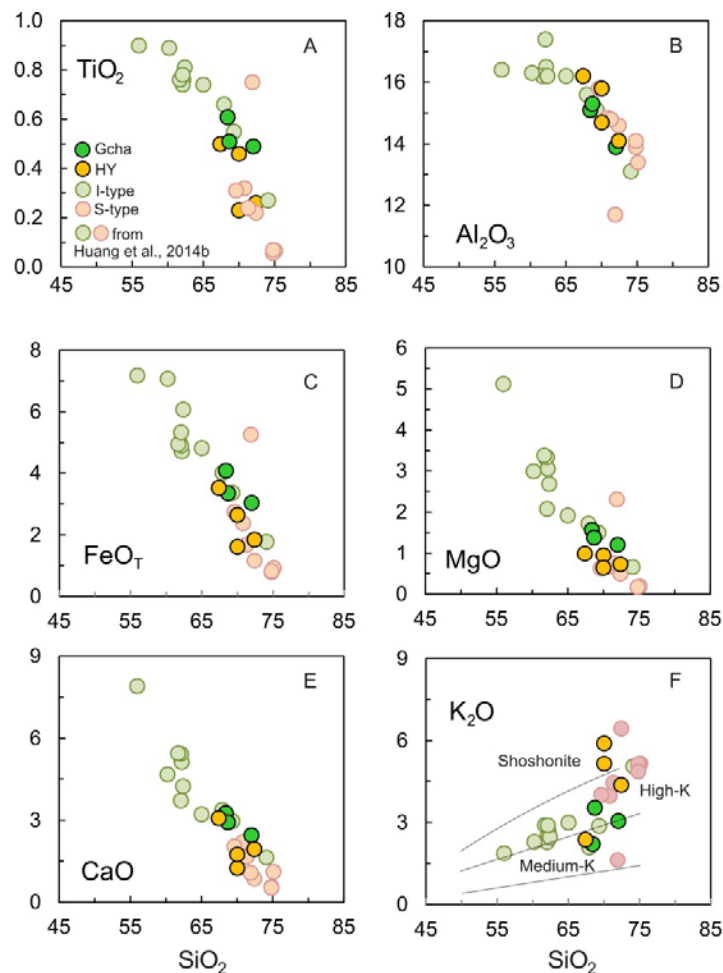 1.0
0.8
0.6
0.4
0.2
0.0
TiO2
A
Gcha
HY
I-type
S-type
from
Huang et al., 2014b
45 55 65 75 85
18
16
14
12
10
Al2O3
B
45 55 65 75 85
8
6
4
2
0
FeOT
C
45 55 65 75 85
6
5
4
3
2
1
0
MgO
D
45 55 65 75 85
9
6
3
0
CaO
E
45 55 65 75 85
SiO2
9
6
3
0
K2O
F
Shoshonite
High-K
Medium-K
45 55 65 75 85
SiO2